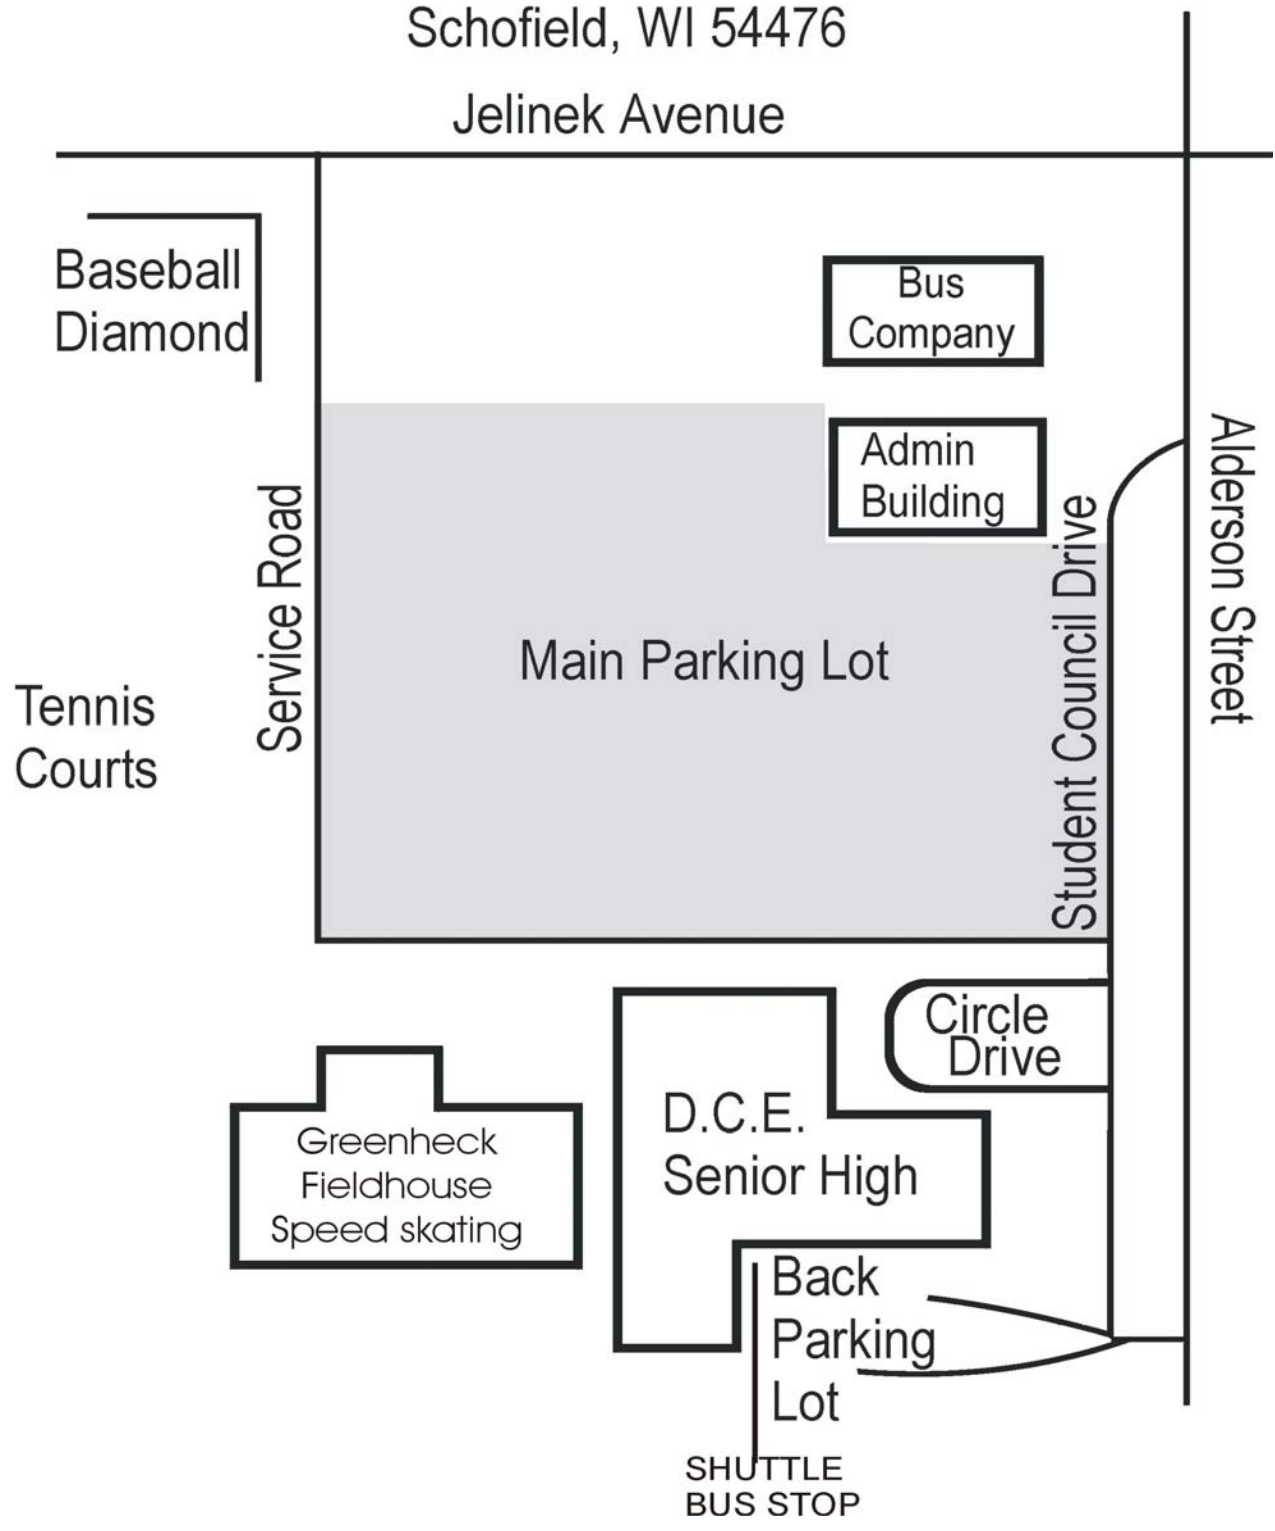 Schofield, WI 54476
Jelinek Avenue
Baseball
Diamond
Bus
Company
Admin
Building
Alderson Street
Service Road
Student Council Drive
Main Parking Lot
Tennis
Courts
Circle
Drive
D.C.E.
Senior High
Greenheck
Fieldhouse
Speed skating
Back
Parking
Lot
SHUTTLE
BUS STOP